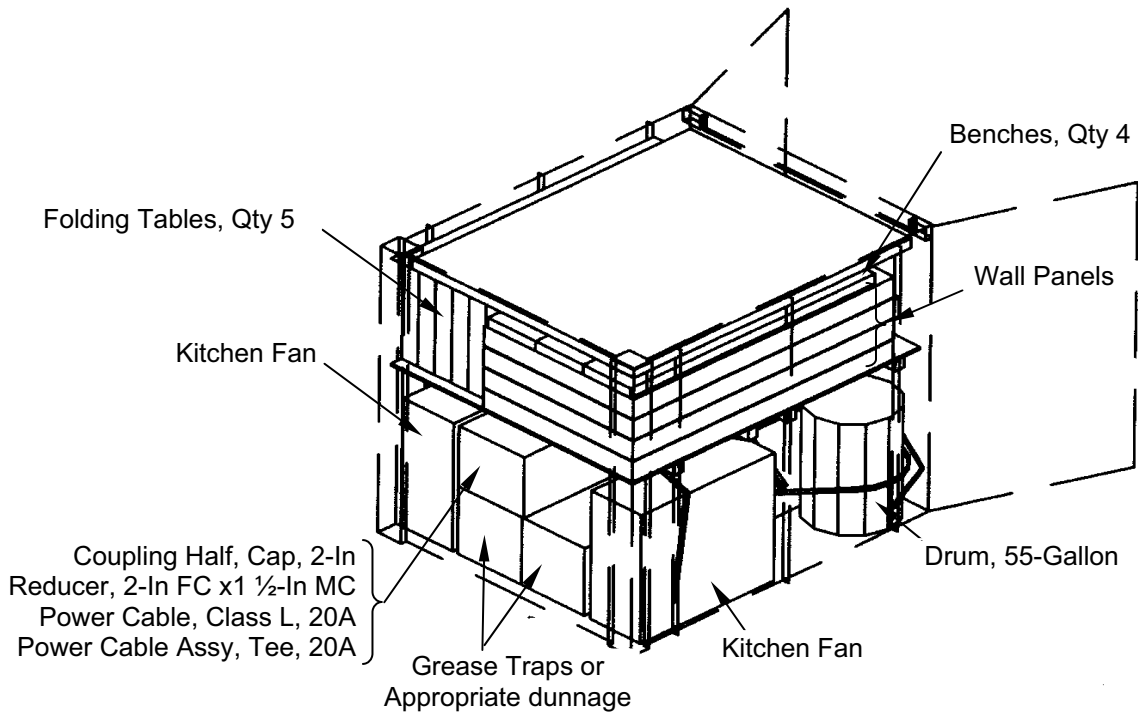 Benches, Qty 4
Folding Tables, Qty 5
Wall Panels
Kitchen Fan
Coupling Half, Cap, 2-In
Reducer, 2-In FC x1 ½-In MC
Power Cable, Class L, 20A
Power Cable Assy, Tee, 20A
Drum, 55-Gallon
Kitchen Fan
Grease Traps or
Appropriate dunnage